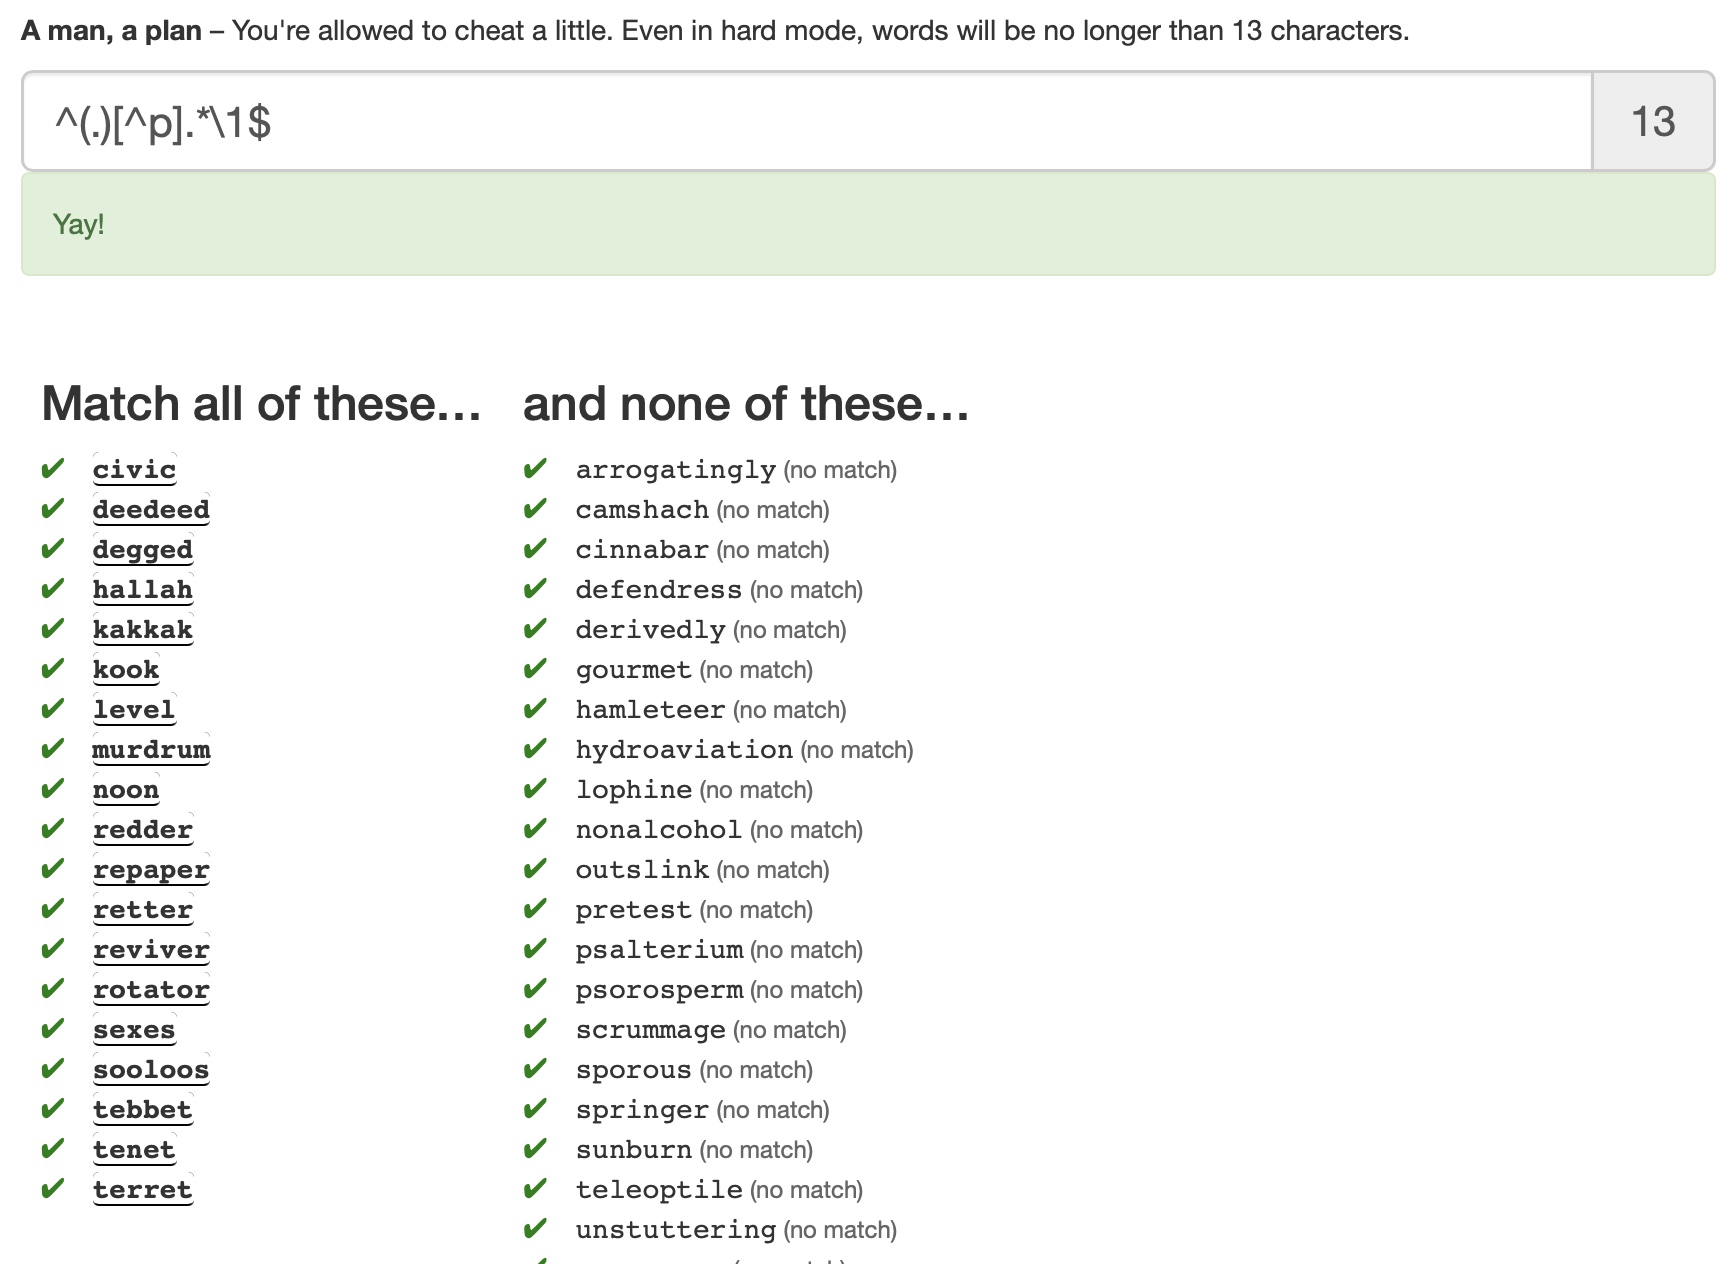 A man, a plan – You're allowed to cheat a little. Even in hard mode, words will be no longer than 13 characters.
^(.)[^p].*\1$ 13
Yay!
Match all of these… and none of these…
✔ civic ✔ arrogatingly (no match)
✔ deedeed ✔ camshach (no match)
✔ degged ✔ cinnabar (no match)
✔ hallah ✔ defendress (no match)
✔ kakkak ✔ derivedly (no match)
✔ kook ✔ gourmet (no match)
✔ level ✔ hamleteer (no match)
✔ murdrum ✔ hydroaviation (no match)
✔ noon ✔ lophine (no match)
✔ redder ✔ nonalcohol (no match)
✔ repaper ✔ outslink (no match)
✔ retter ✔ pretest (no match)
✔ reviver ✔ psalterium (no match)
✔ rotator ✔ psorosperm (no match)
✔ sexes ✔ scrummage (no match)
✔ sooloos ✔ sporous (no match)
✔ tebbet ✔ springer (no match)
✔ tenet ✔ sunburn (no match)
✔ terret ✔ teleoptile (no match)
✔ unstuttering (no match)